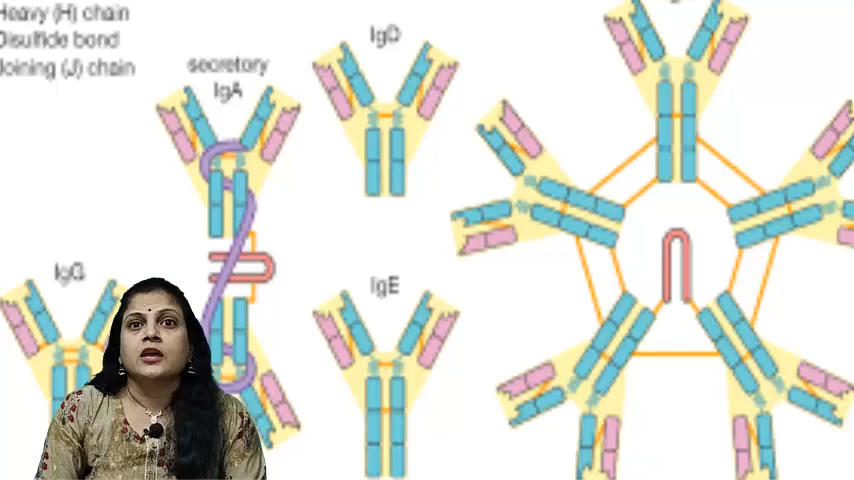 Heavy (H) chain
Disulfide bond
Joining (J) chain
secretory
IgA
IgD
IgG
IgE